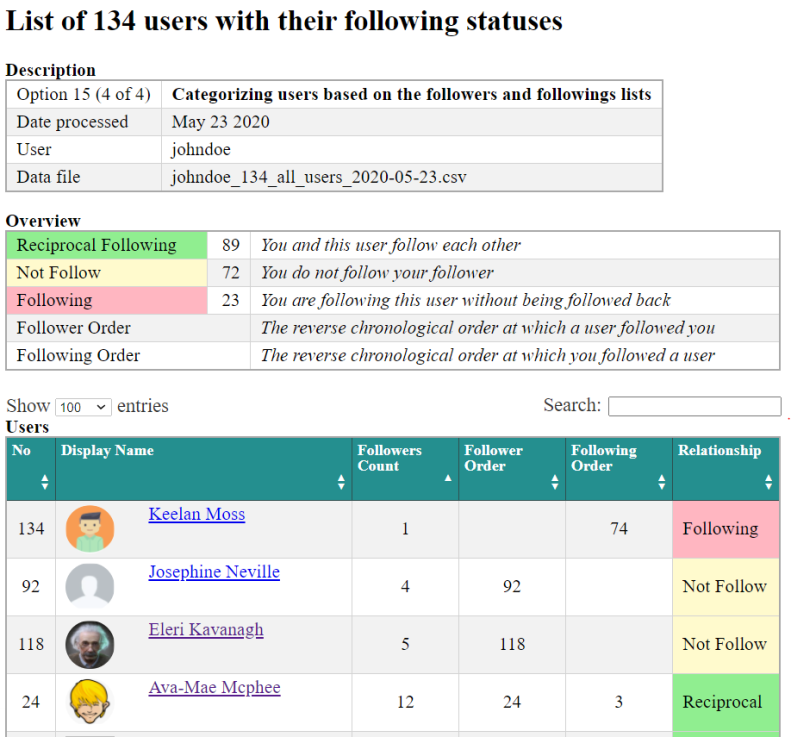 List of 134 users with their following statuses
Description
Option 15 (4 of 4) Categorizing users based on the followers and followings lists
Date processed May 23 2020
User johndoe
Data file johndoe_134_all_users_2020-05-23.csv
Overview
Reciprocal Following 89 You and this user follow each other
Not Follow 72 You do not follow your follower
Following 23 You are following this user without being followed back
Follower Order The reverse chronological order at which a user followed you
Following Order The reverse chronological order at which you followed a user
Show 100 entries Search:
Users
No Display Name Followers Count Follower Order Following Order Relationship
134 Keelan Moss 1 74 Following
92 Josephine Neville 4 92 Not Follow
118 Eleri Kavanagh 5 118 Not Follow
24 Ava-Mae Mcphee 12 24 3 Reciprocal